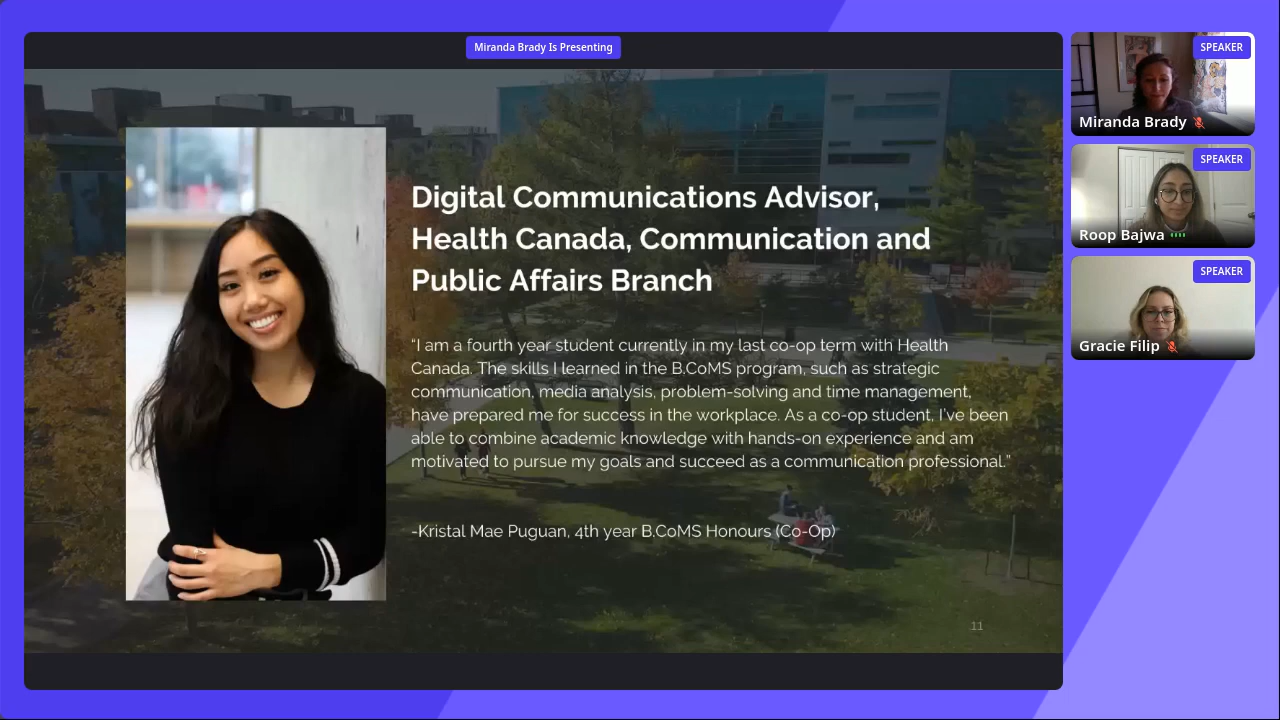 Miranda Brady Is Presenting
Digital Communications Advisor,
Health Canada, Communication and
Public Affairs Branch
“I am a fourth year student currently in my last co-op term with Health
Canada. The skills I learned in the B.CoMS program, such as strategic
communication, media analysis, problem-solving and time management,
have prepared me for success in the workplace. As a co-op student, I’ve been
able to combine academic knowledge with hands-on experience and am
motivated to pursue my goals and succeed as a communication professional.”
-Kristal Mae Puguan, 4th year B.CoMS Honours (Co-Op)
11
SPEAKER
Miranda Brady
SPEAKER
Roop Bajwa
SPEAKER
Gracie Filip